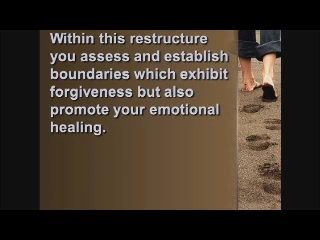 Within this restructure
you assess and establish
boundaries which exhibit
forgiveness but also
promote your emotional
healing.